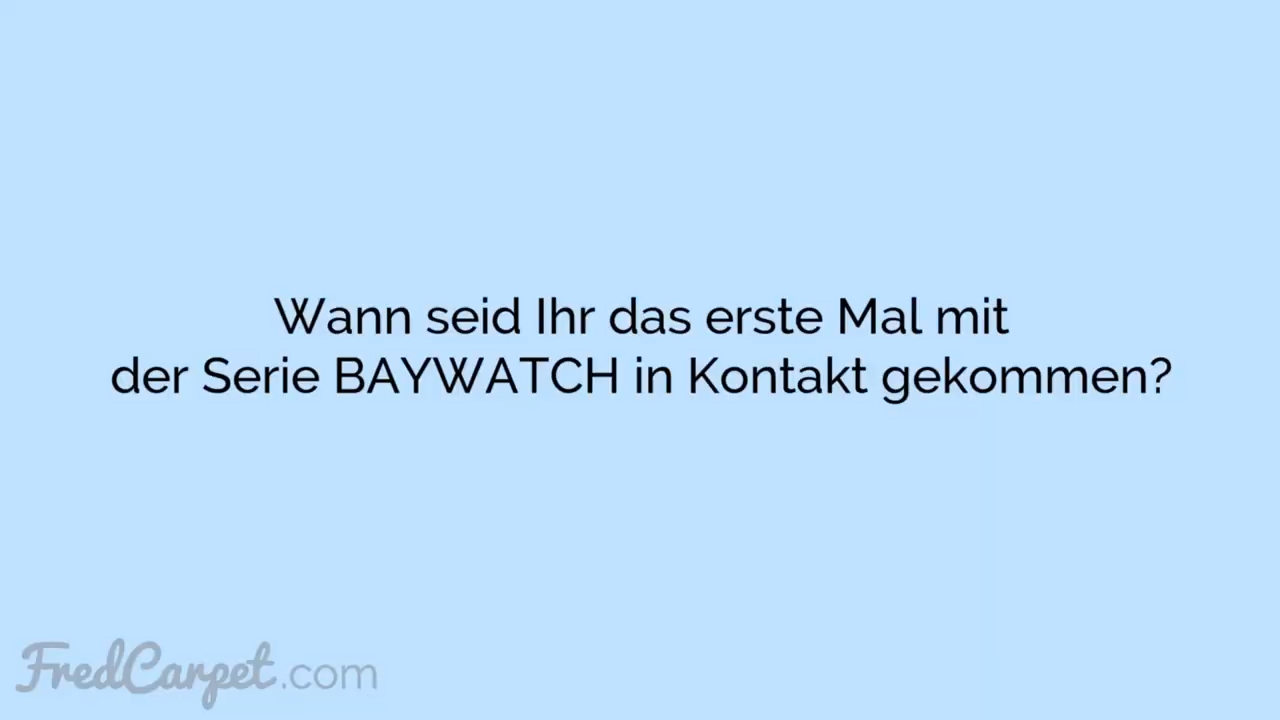 Wann seid Ihr das erste Mal mit
der Serie BAYWATCH in Kontakt gekommen?
FredCarpet.com